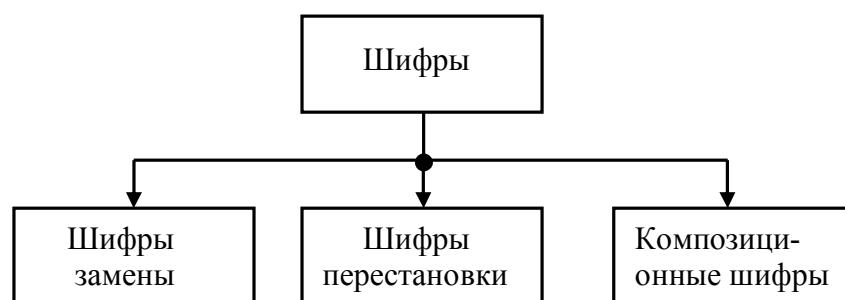 Шифры
Шифры
замены
Шифры
перестановки
Композици-
онные шифры